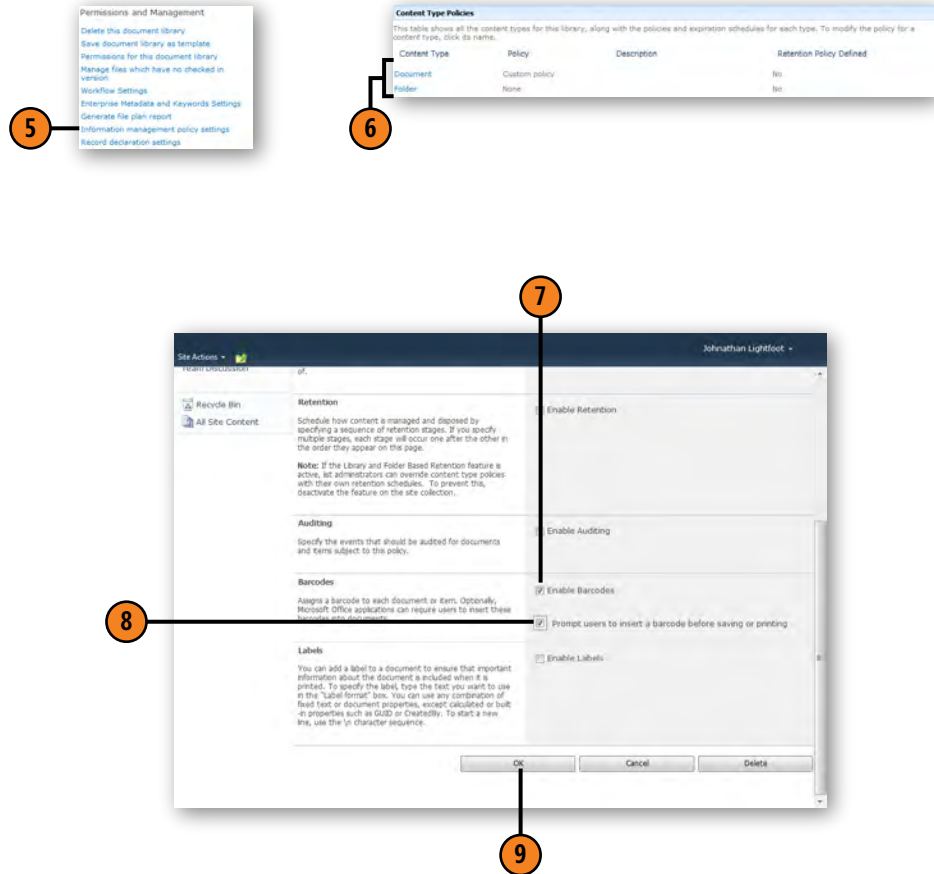 Permissions and Management
Delete this document library
Save document library as template
Permissions for this document library
Manage files which have no checked in
version
Workflow Settings
Enterprise Metadata and Keywords Settings
Generate file plan report
Information management policy settings
Record declaration settings
5
Content Type Policies
This table shows all the content types for this library, along with the policies and expiration schedules for each type. To modify the policy for a
content type, click its name.
Content Type Policy Description Retention Policy Defined
Document Custom policy No
Folder None No
6
7
Site Actions
Johnathan Lightfoot
Team Discussion
Recycle Bin
All Site Content
of.
Retention
Schedule how content is managed and disposed by
specifying a sequence of retention stages. If you specify
multiple stages, each stage will occur one after the other in
the order they appear on this page.
Note: If the Library and Folder Based Retention feature is
active, list administrators can override content type policies
with their own retention schedules. To prevent this,
deactivate the feature on the site collection.
Enable Retention
Auditing
Specify the events that should be audited for documents
and items subject to this policy.
Enable Auditing
Barcodes
Assigns a barcode to each document or item. Optionally,
Microsoft Office applications can require users to insert these
barcodes into documents.
Enable Barcodes
8
Prompt users to insert a barcode before saving or printing
Labels
You can add a label to a document to ensure that important
information about the document is included when it is
printed. To specify the label, type the text you want to use
in the "Label format" box. You can use any combination of
fixed text or document properties, except calculated or built
-in properties such as GUID or CreatedBy. To start a new
line, use the \n character sequence.
Enable Labels
OK Cancel Delete
9